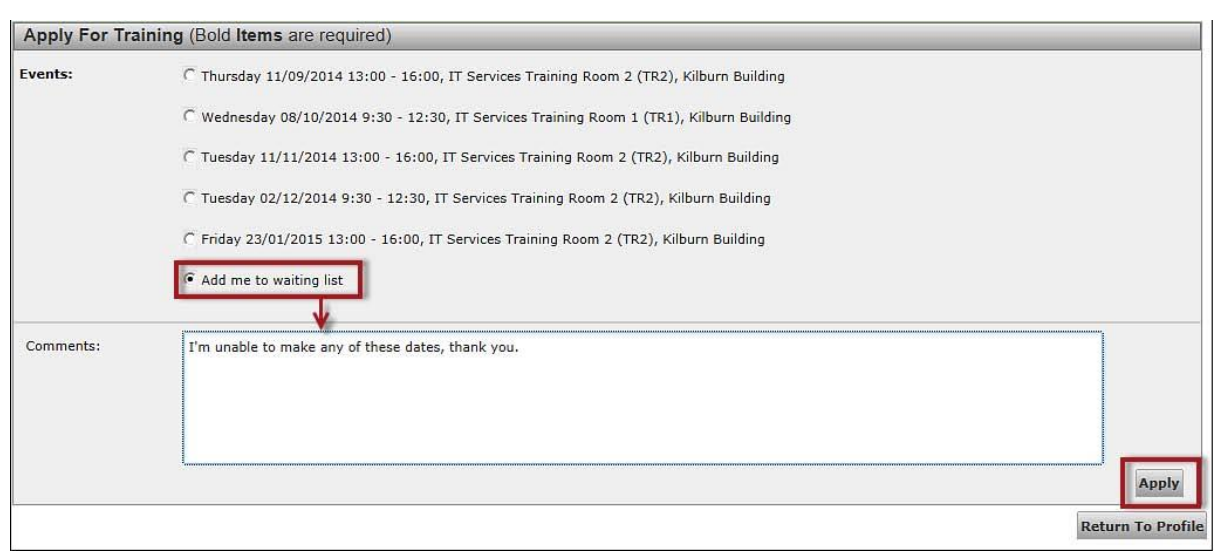 Apply For Training (Bold Items are required)
Events:
Thursday 11/09/2014 13:00 - 16:00, IT Services Training Room 2 (TR2), Kilburn Building
Wednesday 08/10/2014 9:30 - 12:30, IT Services Training Room 1 (TR1), Kilburn Building
Tuesday 11/11/2014 13:00 - 16:00, IT Services Training Room 2 (TR2), Kilburn Building
Tuesday 02/12/2014 9:30 - 12:30, IT Services Training Room 2 (TR2), Kilburn Building
Friday 23/01/2015 13:00 - 16:00, IT Services Training Room 2 (TR2), Kilburn Building
Add me to waiting list
Comments:
I'm unable to make any of these dates, thank you.
Apply
Return To Profile